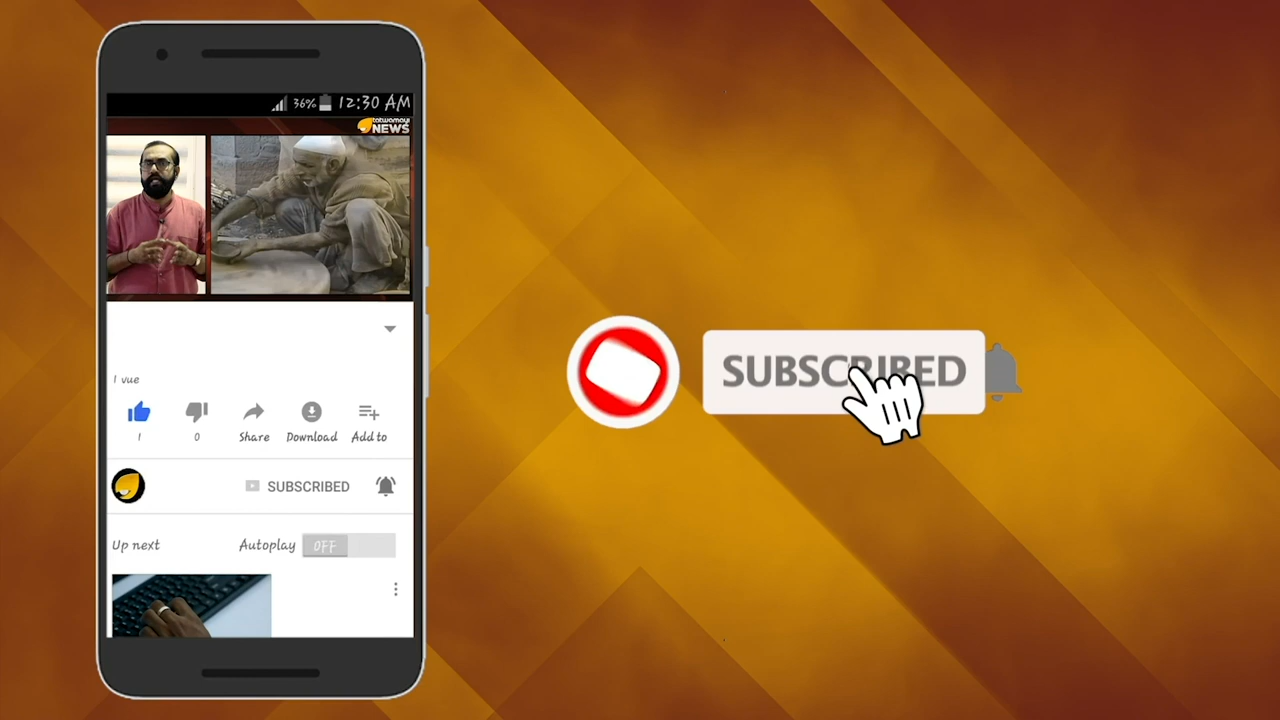 36% 12:30 AM
tatwamayi
NEWS
1 vue
1
0
Share
Download
Add to
SUBSCRIBED
Up next
Autoplay
OFF
SUBSCRIBED